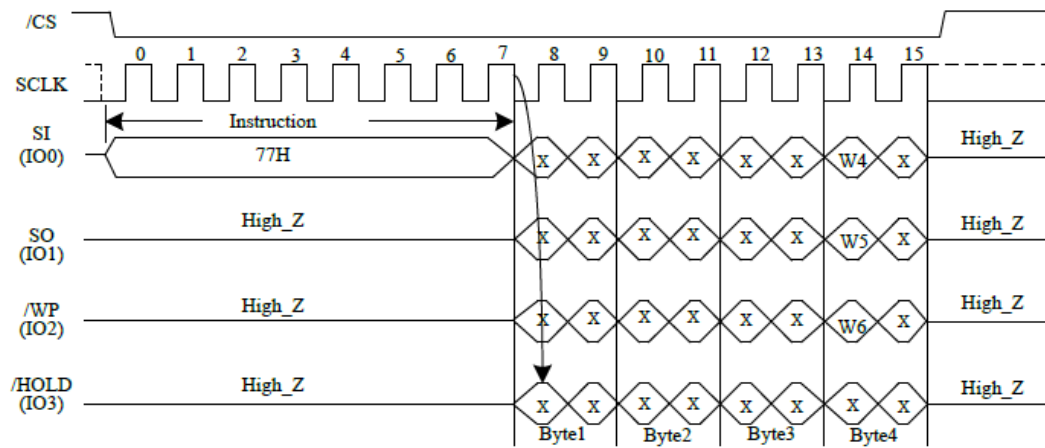 /CS
0 1 2 3 4 5 6 7 8 9 10 11 12 13 14 15
SCLK
Instruction
SI
(IO0)
77H
X X X X X X W4 X
High_Z
SO
(IO1)
High_Z
X X X X X X W5 X
High_Z
/WP
(IO2)
High_Z
X X X X X X W6 X
High_Z
/HOLD
(IO3)
High_Z
X X X X X X X X
High_Z
Byte1 Byte2 Byte3 Byte4